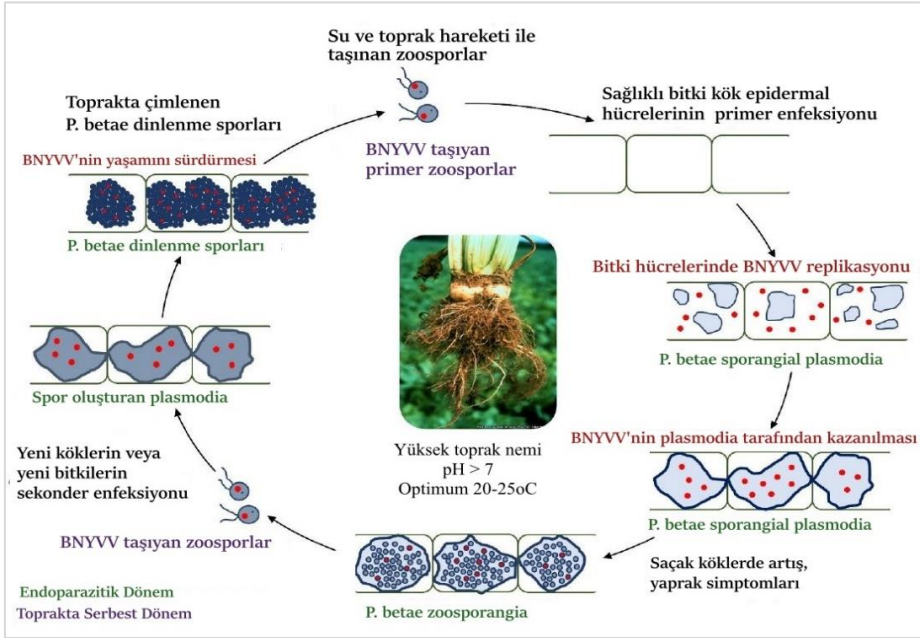 Su ve toprak hareketi ile
taşınan zoosporlar
BNYVV taşıyan
primer zoosporlar
Sağlıklı bitki kök epidermal
hücrelerinin primer enfeksiyonu
Bitki hücrelerinde BNYVV replikasyonu
P. betae sporangial plasmodia
BNYVV'nin plasmodia tarafından kazanılması
P. betae sporangial plasmodia
Saçak köklerde artış,
yaprak simptomları
P. betae zoosporangia
BNYVV taşıyan zoosporlar
Yeni köklerin veya
yeni bitkilerin
sekonder enfeksiyonu
Spor oluşturan plasmodia
Toprakta çimlenen
P. betae dinlenme sporları
BNYVV'nin yaşamını sürdürmesi
P. betae dinlenme sporları
Yüksek toprak nemi
pH > 7
Optimum 20-25oC
Endoparazitik Dönem
Toprakta Serbest Dönem